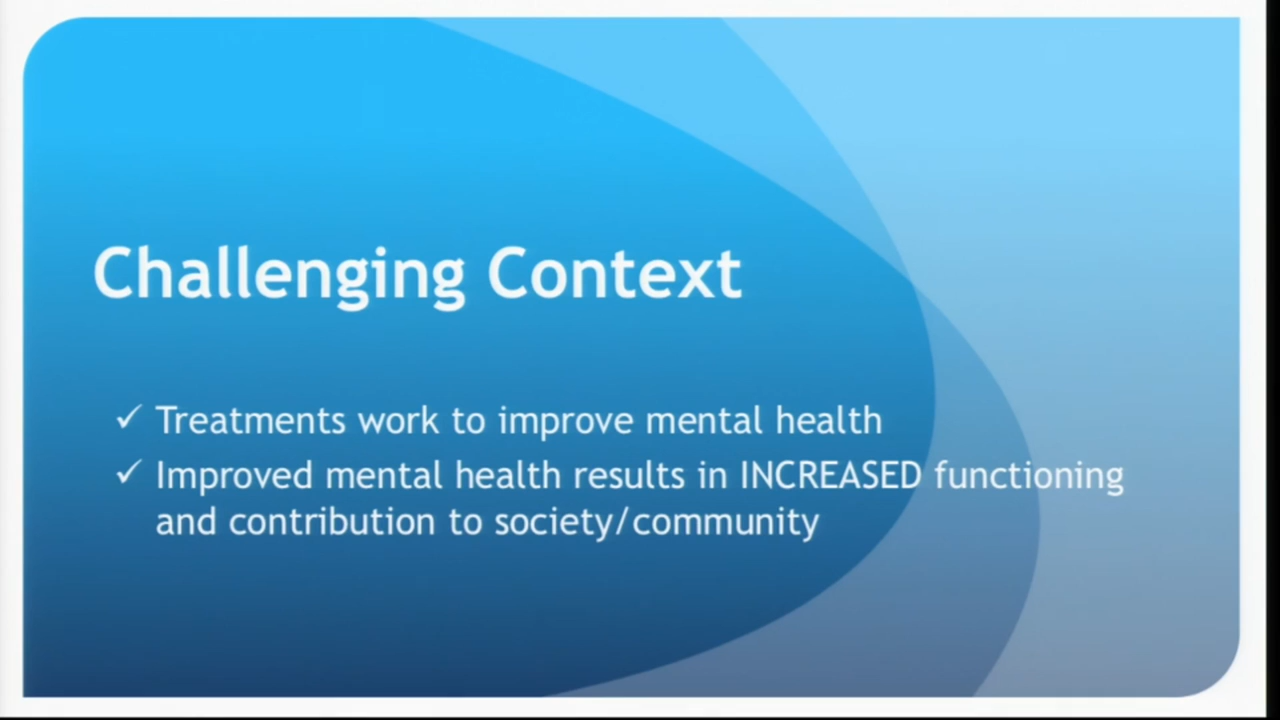 Challenging Context
✓ Treatments work to improve mental health
✓ Improved mental health results in INCREASED functioning
and contribution to society/community